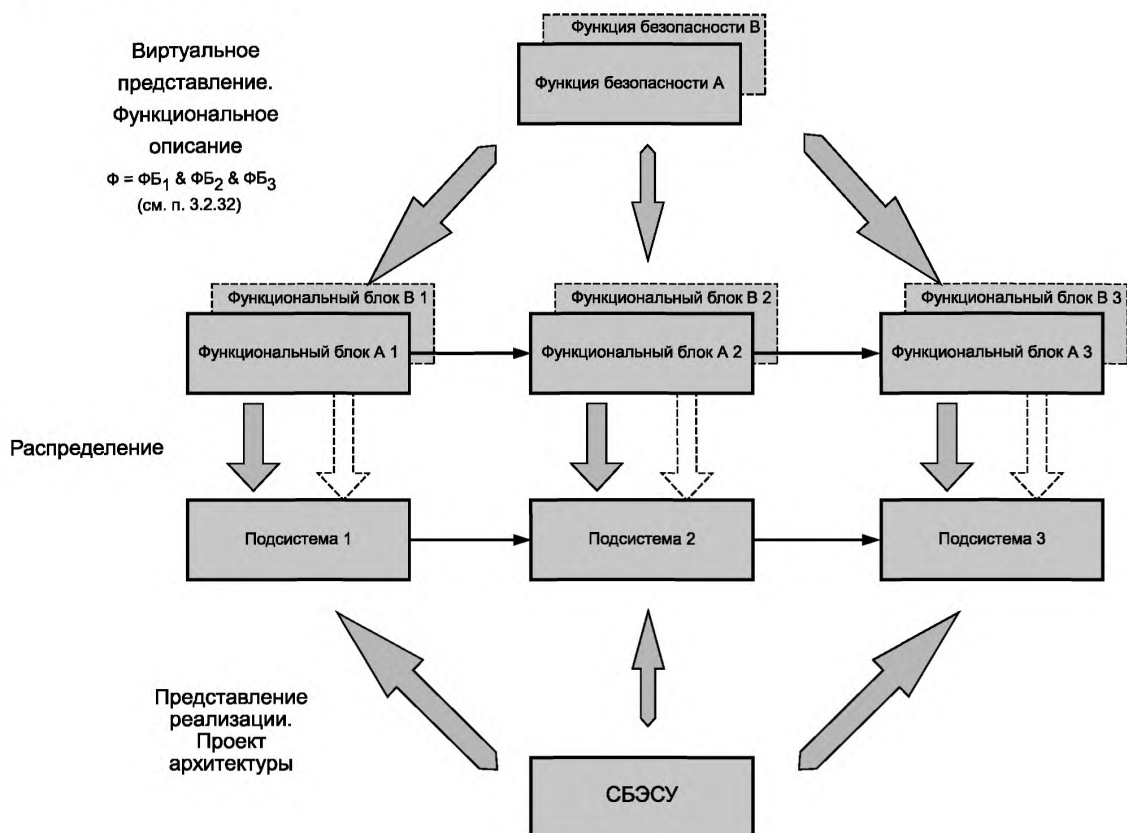 Функция безопасности В
Функция безопасности А
Виртуальное
представление.
Функциональное
описание
Ф = ФБ₁ & ФБ₂ & ФБ₃
(см. п. 3.2.32)
Функциональный блок В 1
Функциональный блок В 2
Функциональный блок В 3
Функциональный блок А 1
Функциональный блок А 2
Функциональный блок А 3
Распределение
Подсистема 1
Подсистема 2
Подсистема 3
Представление
реализации.
Проект
архитектуры
СБЭСУ